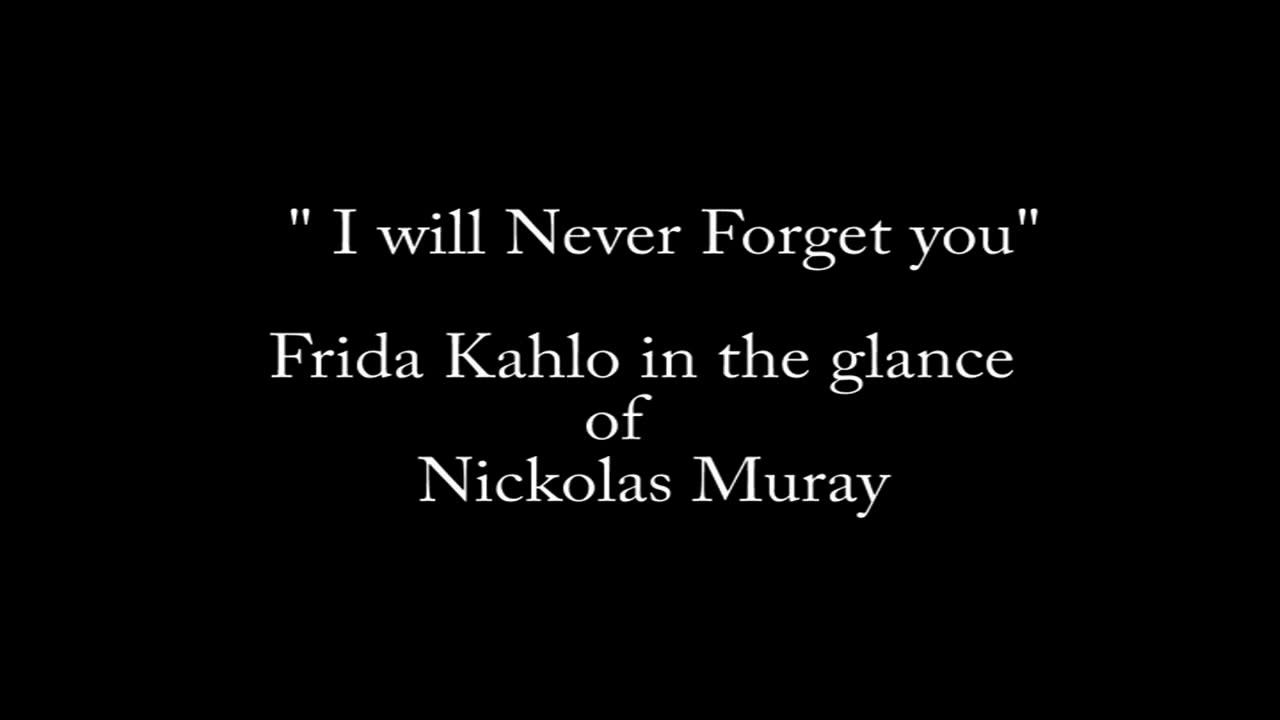 " I will Never Forget you"
Frida Kahlo in the glance
of
Nickolas Muray